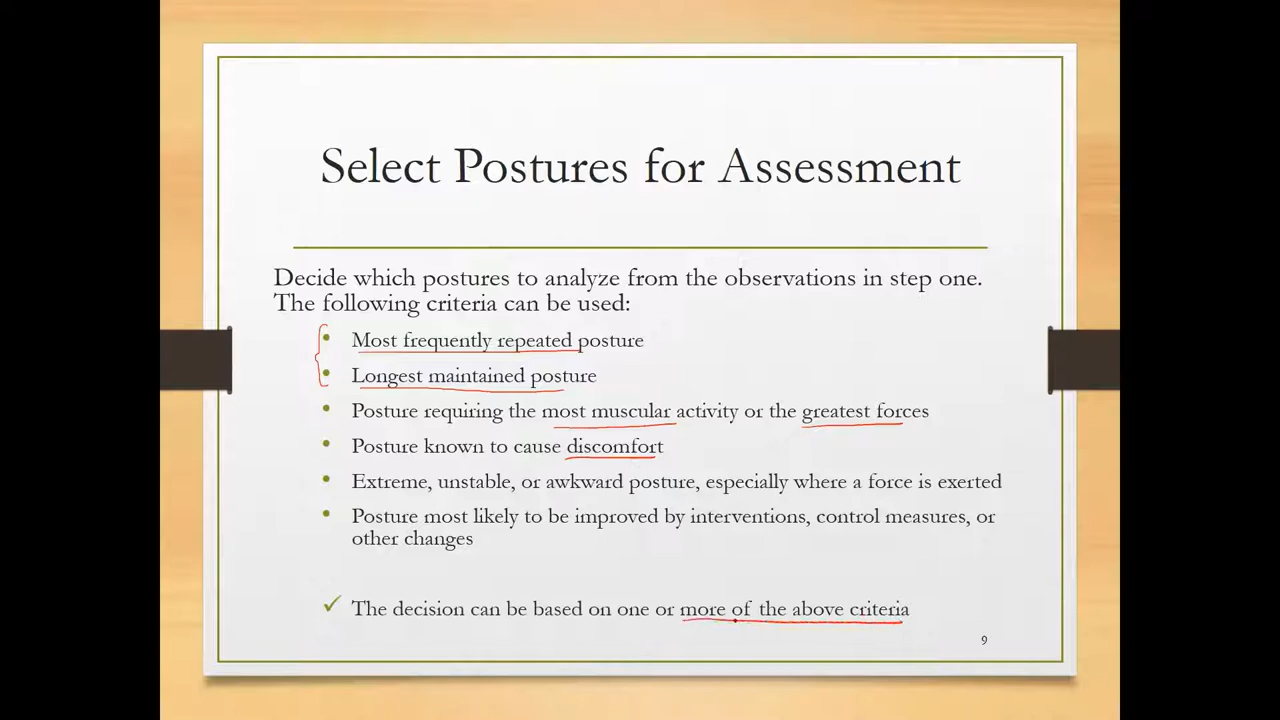 Select Postures for Assessment
Decide which postures to analyze from the observations in step one.
The following criteria can be used:
• Most frequently repeated posture
• Longest maintained posture
• Posture requiring the most muscular activity or the greatest forces
• Posture known to cause discomfort
• Extreme, unstable, or awkward posture, especially where a force is exerted
• Posture most likely to be improved by interventions, control measures, or
other changes
✓ The decision can be based on one or more of the above criteria
9